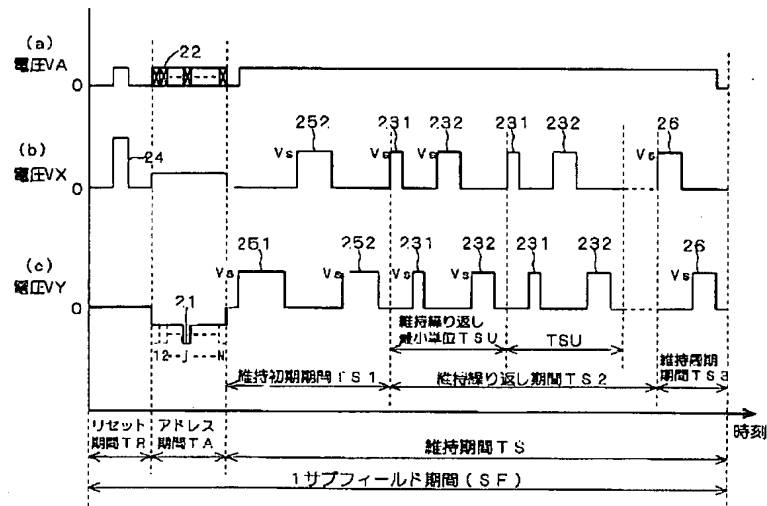 (a)
電圧VA
0
22
(b)
電圧VX
0
24
252
231
232
231
232
26
Vs
Vs
Vs
Vs
(c)
電圧VY
0
251
252
231
232
231
232
26
Vs
Vs
Vs
Vs
Vs
21
12--j---N
維持繰り返し
最小単位TSU
TSU
維持初期期間TS1
維持繰り返し期間TS2
維持周期
期間TS3
時刻
リセット
期間TR
アドレス
期間TA
維持期間TS
1サブフィールド期間(SF)